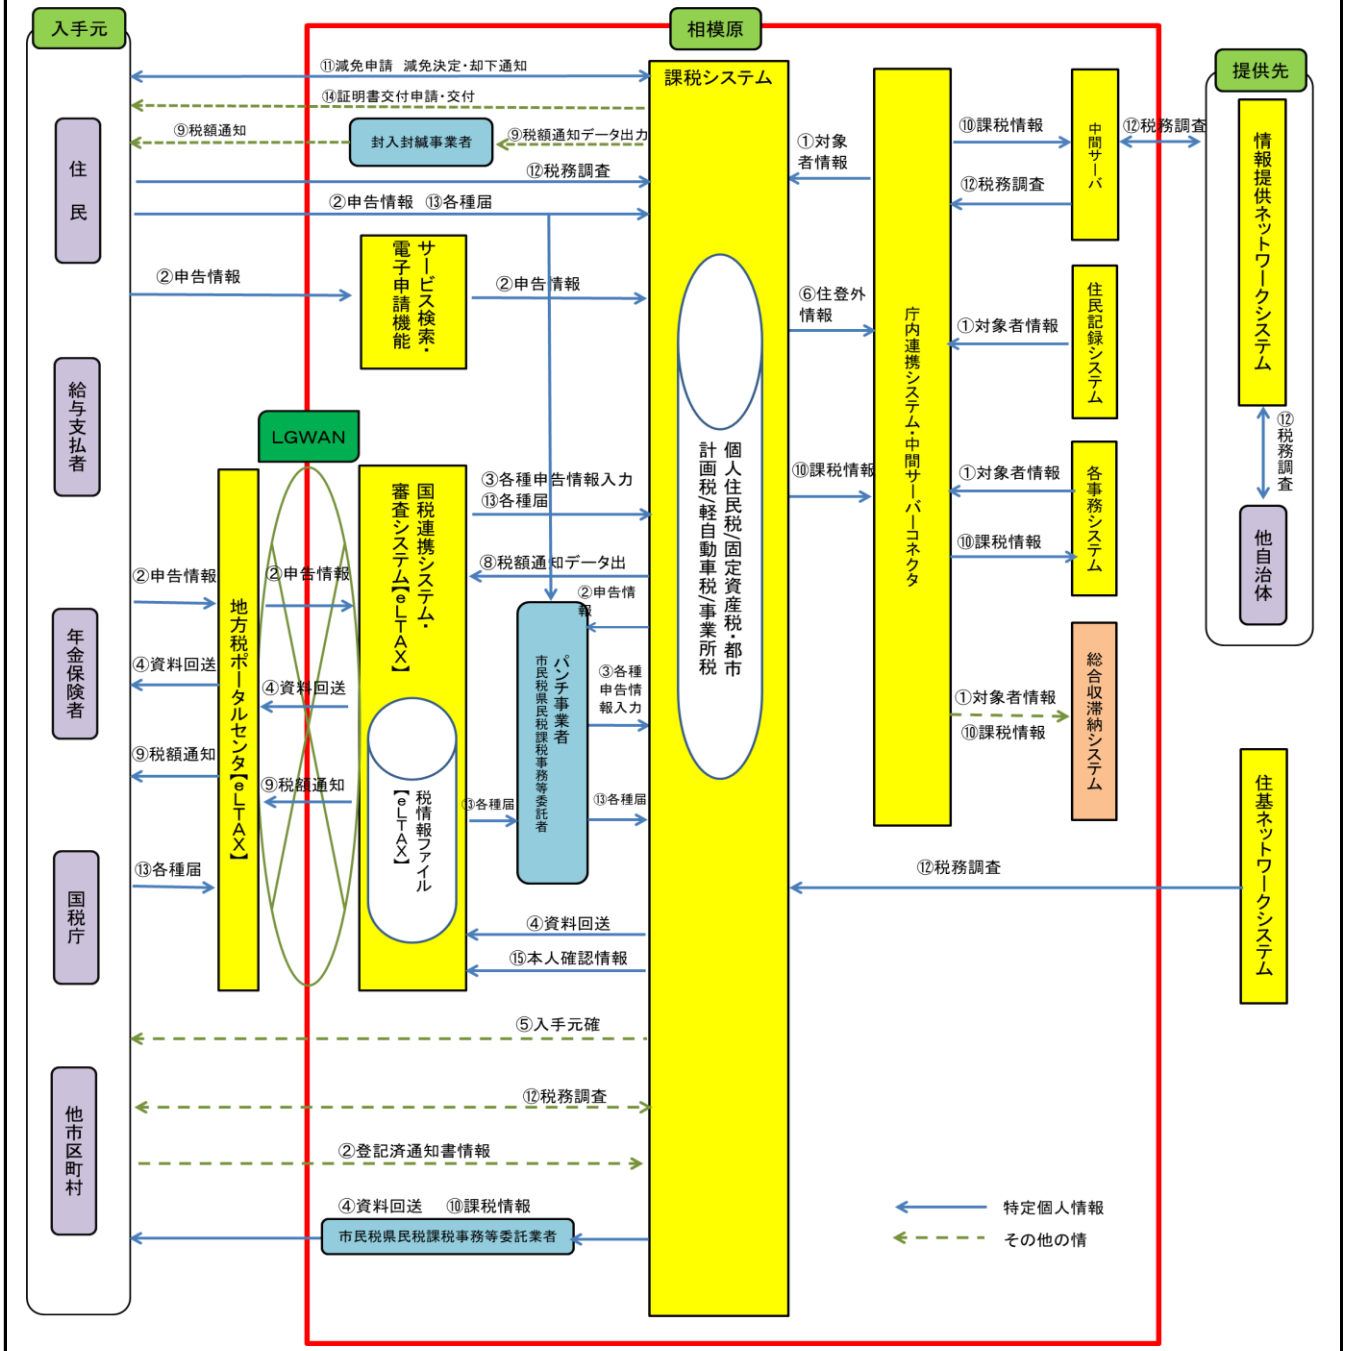 入手元
相模原
提供先
⑪減免申請 減免決定・却下通知
課税システム
⑭証明書交付申請・交付
⑨税額通知
封入封緘事業者
⑨税額通知データ出力
⑫税務調査
②申告情報 ⑬各種届
住民
②申告情報
サービス検索・
電子申請機能
②申告情報
①対象
者情報
⑩課税情報
⑫税務調査
中間サーバ
⑫税務調査
情報提供ネットワークシステム
⑥住登外
情報
①対象者情報
住民記録システム
庁内連携システム・中間サーバーコネクタ
⑫税務調査
他自治体
給与支払者
LGWAN
国税連携システム・
審査システム【eLTAX】
③各種申告情報入力
⑬各種届
⑩課税情報
①対象者情報
⑩課税情報
各事務システム
個人住民税/固定資産税・都市
計画税/軽自動車税/事業所税
⑧税額通知データ出
②申告情報
②申告情報
地方税ポータルセンタ【eLTAX】
②申告情
報
パンチ事業者
市民税県民税課税事務等委託者
③各種
申告情
報入力
年金保険者
④資料回送
④資料回送
⑨税額通知
⑨税額通知
税情報ファイル
【eLTAX】
⑬各種届
⑬各種届
①対象者情報
⑩課税情報
総合収滞納システム
住基ネットワークシステム
⑬各種届
国税庁
⑫税務調査
④資料回送
⑮本人確認情報
⑤入手元確
⑫税務調査
②登記済通知書情報
他市区町村
④資料回送 ⑩課税情報
市民税県民税課税事務等委託業者
特定個人情報
その他の情